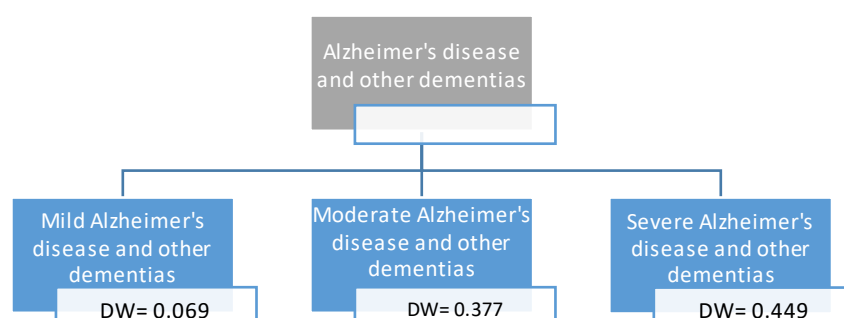 Alzheimer's disease
and other dementias
Mild Alzheimer's
disease and other
dementias
DW= 0.069
Moderate Alzheimer's
disease and other
dementias
DW= 0.377
Severe Alzheimer's
disease and other
dementias
DW= 0.449